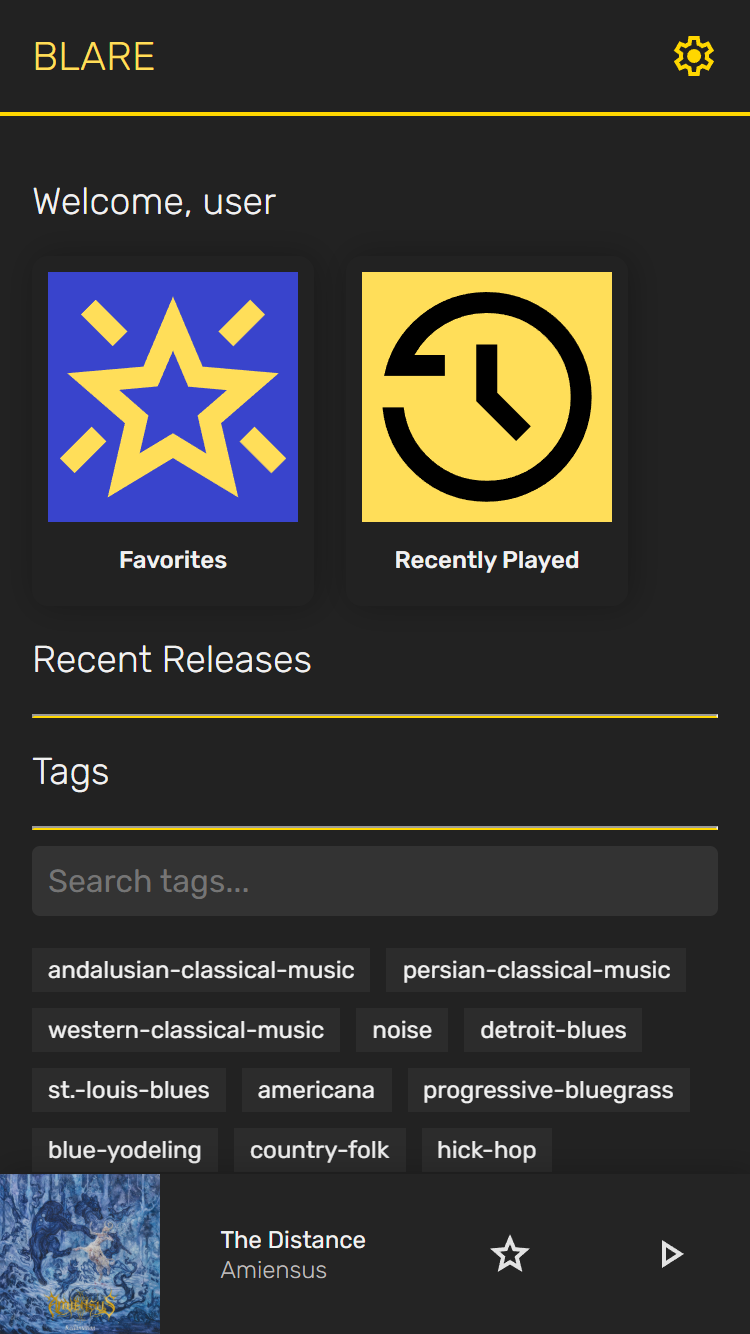 BLARE
Welcome, user
Favorites
Recently Played
Recent Releases
Tags
Search tags...
andalusian-classical-music
persian-classical-music
western-classical-music
noise
detroit-blues
st.-louis-blues
americana
progressive-bluegrass
blue-yodeling
country-folk
hick-hop
The Distance
Amiensus